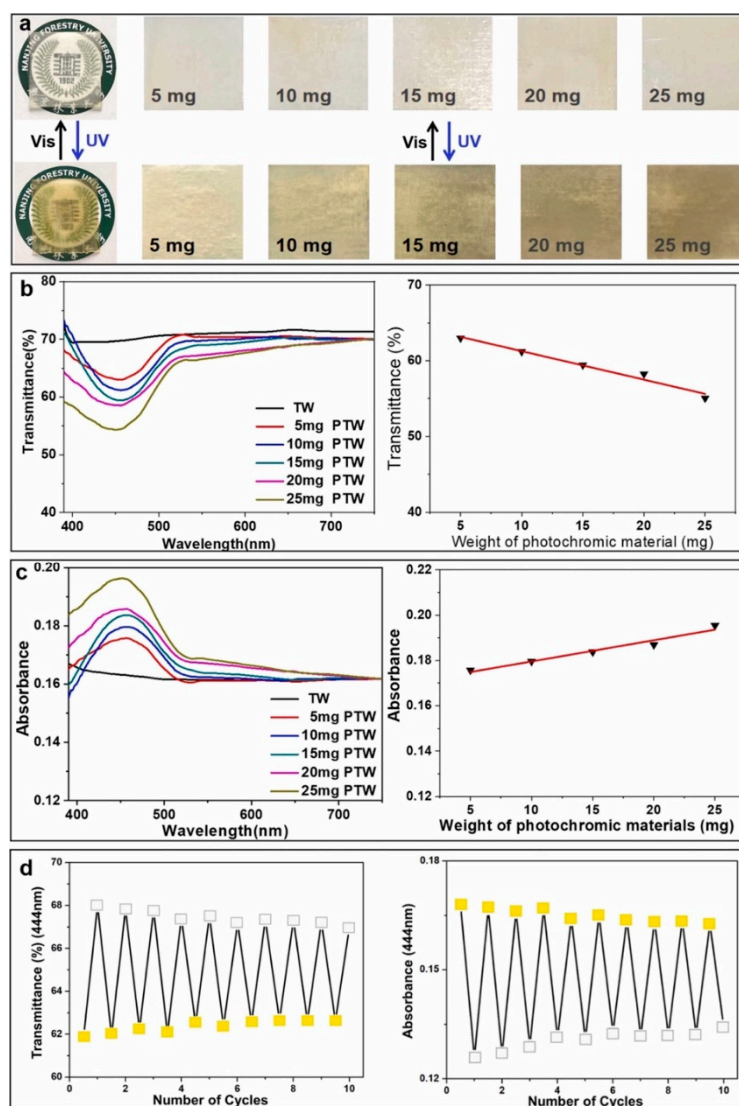 a
NANJING FORESTRY UNIVERSITY
1902
5 mg
10 mg
15 mg
20 mg
25 mg
Vis
UV
Vis
UV
NANJING FORESTRY UNIVERSITY
5 mg
10 mg
15 mg
20 mg
25 mg
b
80
70
60
50
40
Transmittance(%)
400
500
600
700
Wavelength(nm)
TW
5mg PTW
10mg PTW
15mg PTW
20mg PTW
25mg PTW
70
60
50
40
Transmittance (%)
5
10
15
20
25
Weight of photochromic material (mg)
c
0.20
0.18
0.16
0.14
0.12
Absorbance
400
500
600
700
Wavelength(nm)
TW
5mg PTW
10mg PTW
15mg PTW
20mg PTW
25mg PTW
0.22
0.20
0.18
0.16
0.14
0.12
Absorbance
5
10
15
20
25
Weight of photochromic materials (mg)
d
70
68
66
64
62
60
Transmittance (%) (444nm)
0
2
4
6
8
10
Number of Cycles
0.18
0.15
0.12
Absorbance (444nm)
0
2
4
6
8
10
Number of Cycles